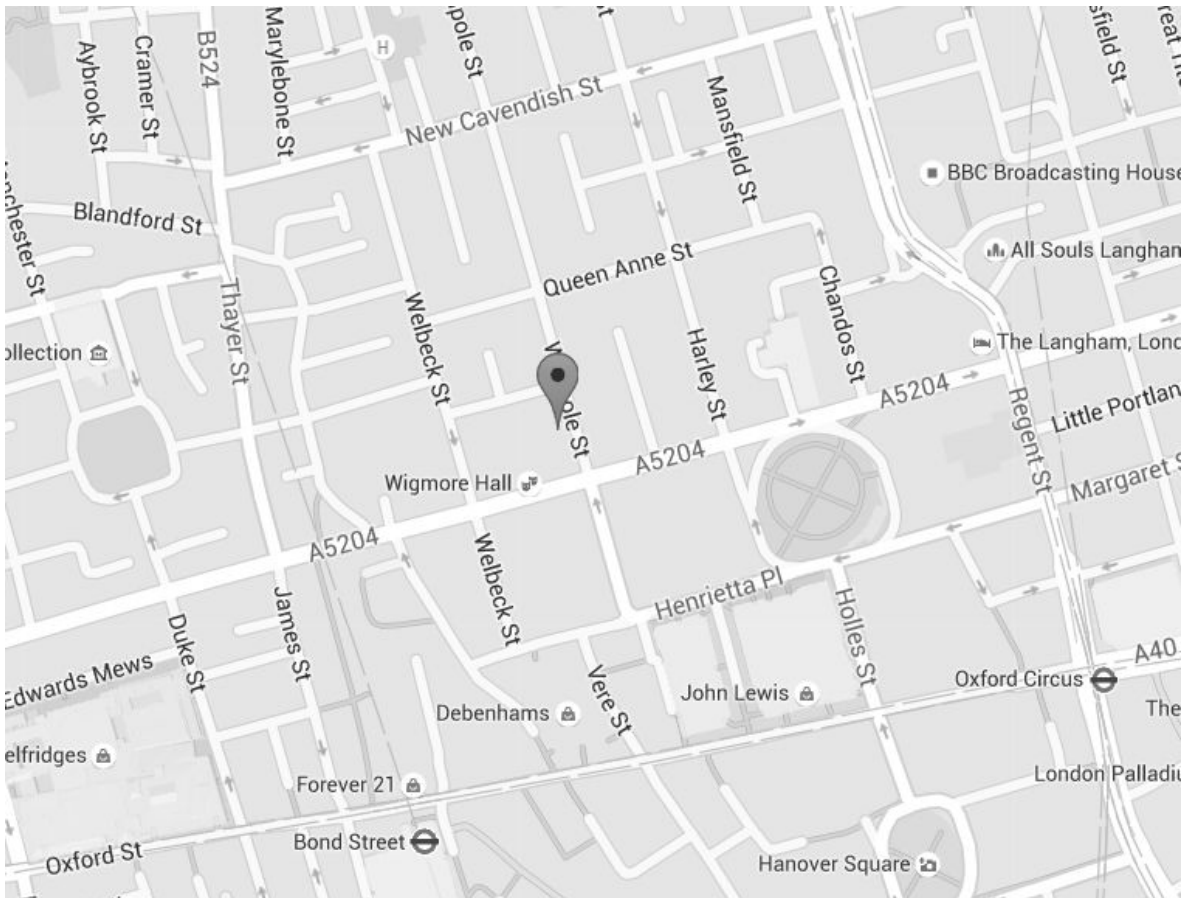 Aybrook St
Cramer St
B524
Marylebone St
H
pole St
New Cavendish St
Mansfield St
sfield St
BBC Broadcasting House
Blandford St
chester St
Queen Anne St
All Souls Langham
Thayer St
Welbeck St
Harley St
Chandos St
ollection
The Langham, Lond
A5204
Regent St
Little Portlan
ole St
A5204
Wigmore Hall
Margaret S
A5204
Welbeck St
Henrietta Pl
Holles St
James St
Duke St
Edwards Mews
Vere St
A40
Oxford Circus
John Lewis
Debenhams
The
elfridges
Forever 21
London Palladiu
Bond Street
Oxford St
Hanover Square